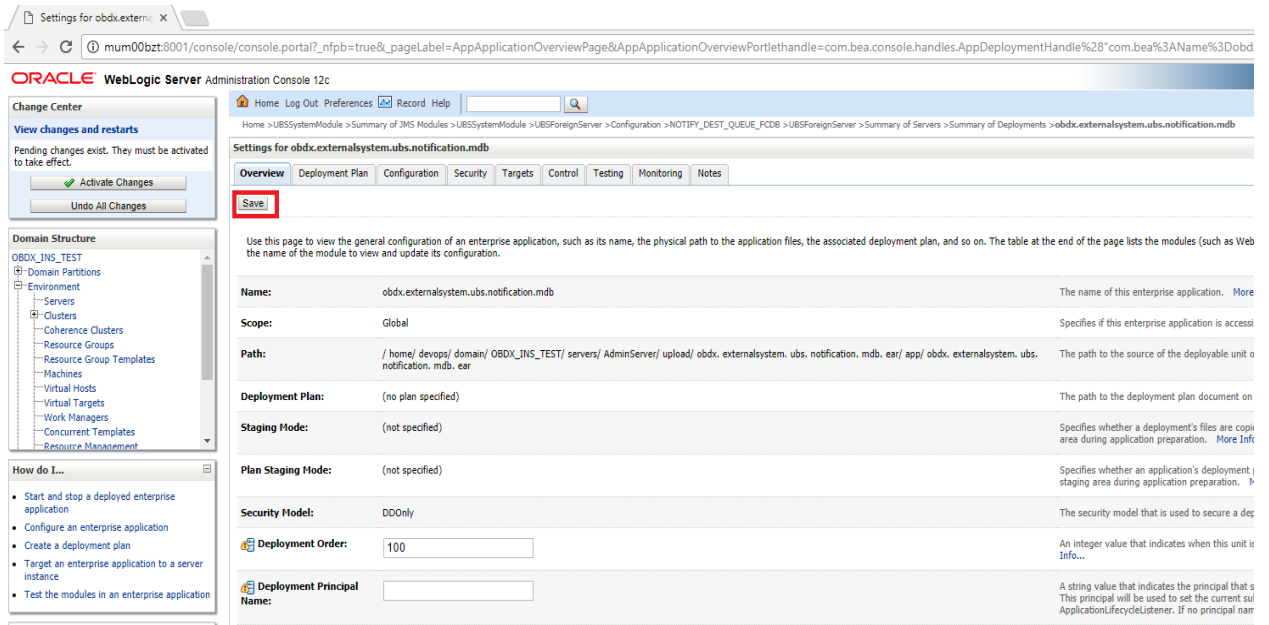 Settings for obdx.externa
mum00bzt:8001/console/console.portal?_nfpb=true&_pageLabel=AppApplicationOverviewPage&AppApplicationOverviewPortlethandle=com.bea.console.handles.AppDeploymentHandle%28"com.bea%3AName%3Dobd
ORACLE WebLogic Server Administration Console 12c
Change Center
View changes and restarts
Pending changes exist. They must be activated
to take effect.
Activate Changes
Undo All Changes
Domain Structure
OBDX_INS_TEST
Domain Partitions
Environment
Servers
Clusters
Coherence Clusters
Resource Groups
Resource Group Templates
Machines
Virtual Hosts
Virtual Targets
Work Managers
Concurrent Templates
Resource Management
How do I...
Start and stop a deployed enterprise
application
Configure an enterprise application
Create a deployment plan
Target an enterprise application to a server
instance
Test the modules in an enterprise application
Home Log Out Preferences Record Help
Home >UBSSystemModule >Summary of JMS Modules >UBSSystemModule >UBSForeignServer >Configuration >NOTIFY_DEST_QUEUE_FCDB >UBSForeignServer >Summary of Servers >Summary of Deployments >obdx.externalsystem.ubs.notification.mdb
Settings for obdx.externalsystem.ubs.notification.mdb
Overview Deployment Plan Configuration Security Targets Control Testing Monitoring Notes
Save
Use this page to view the general configuration of an enterprise application, such as its name, the physical path to the application files, the associated deployment plan, and so on. The table at the end of the page lists the modules (such as Web
the name of the module to view and update its configuration.
Name: obdx.externalsystem.ubs.notification.mdb The name of this enterprise application. More
Scope: Global Specifies if this enterprise application is accessi
Path: / home/ devops/ domain/ OBDX_INS_TEST/ servers/ AdminServer/ upload/ obdx. externalsystem. ubs. notification. mdb. ear/ app/ obdx. externalsystem. ubs. The path to the source of the deployable unit o
notification. mdb. ear
Deployment Plan: (no plan specified) The path to the deployment plan document on
Staging Mode: (not specified) Specifies whether a deployment's files are copie
area during application preparation. More Info
Plan Staging Mode: (not specified) Specifies whether an application's deployment
staging area during application preparation. M
Security Model: DDOnly The security model that is used to secure a dep
Deployment Order: 100 An integer value that indicates when this unit is
Info...
Deployment Principal A string value that indicates the principal that s
Name: This principal will be used to set the current sul
ApplicationLifecycleListener. If no principal nam